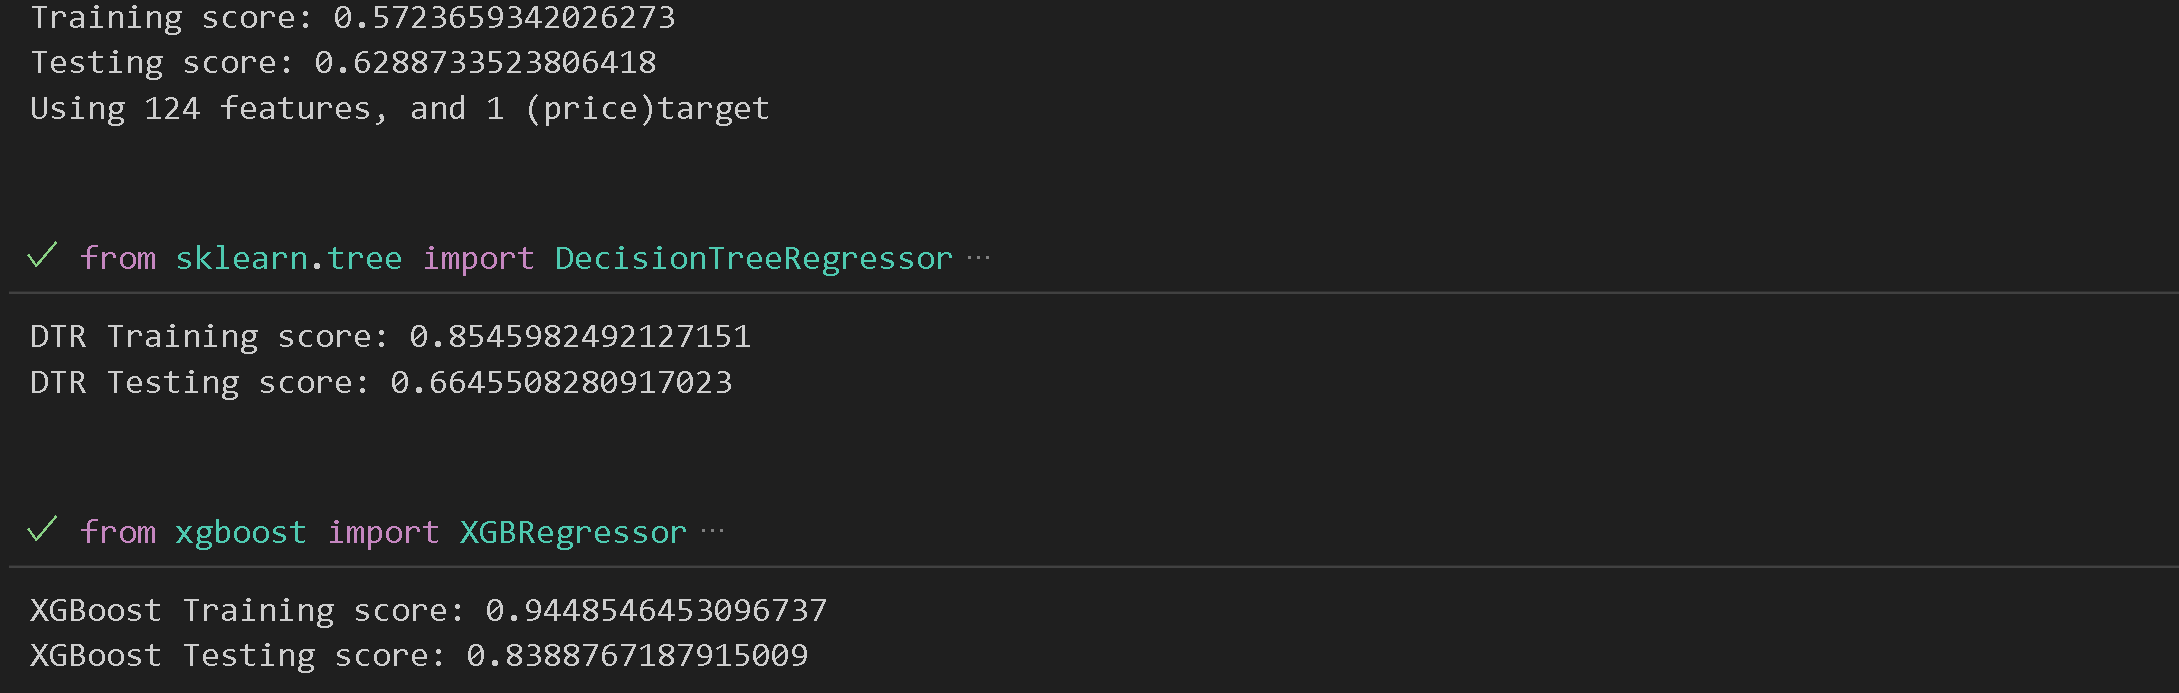 Training score: 0.5723659342026273
Testing score: 0.6288733523806418
Using 124 features, and 1 (price)target
✓ from sklearn.tree import DecisionTreeRegressor ···
DTR Training score: 0.8545982492127151
DTR Testing score: 0.6645508280917023
✓ from xgboost import XGBRegressor ···
XGBoost Training score: 0.9448546453096737
XGBoost Testing score: 0.8388767187915009